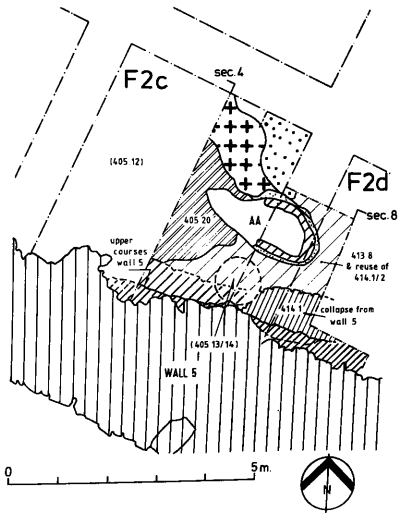 F2c
sec. 4
(405 12)
F2d
sec. 8
405 20
AA
upper
courses
wall 5
413 8
& reuse of
414.1/2
414 1
collapse from
wall 5
(405 13/14)
WALL 5
0
5 m.
N